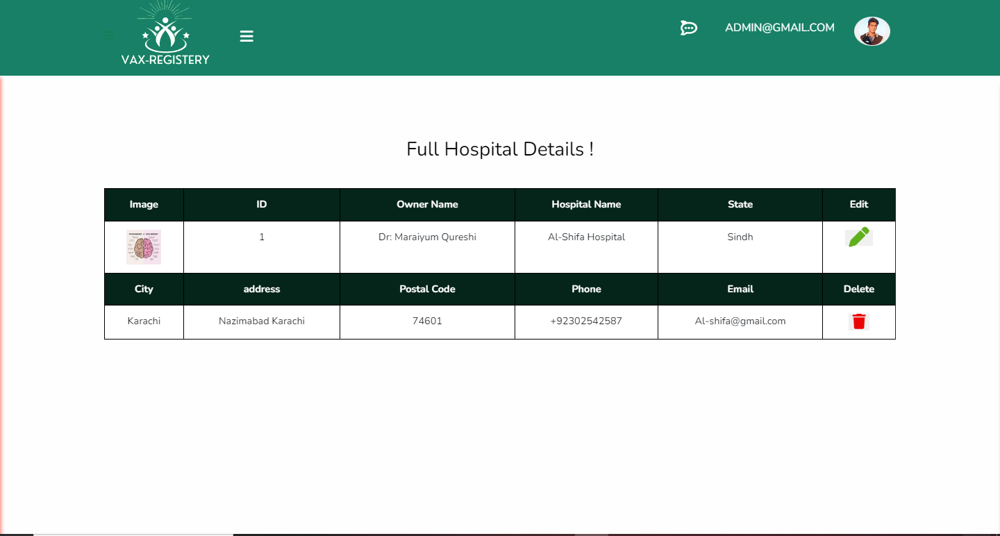 VAX-REGISTERY
ADMIN@GMAIL.COM
Full Hospital Details !
Image ID Owner Name Hospital Name State Edit
1 Dr: Maraiyum Qureshi Al-Shifa Hospital Sindh
City address Postal Code Phone Email Delete
Karachi Nazimabad Karachi 74601 +92302542587 Al-shifa@gmail.com